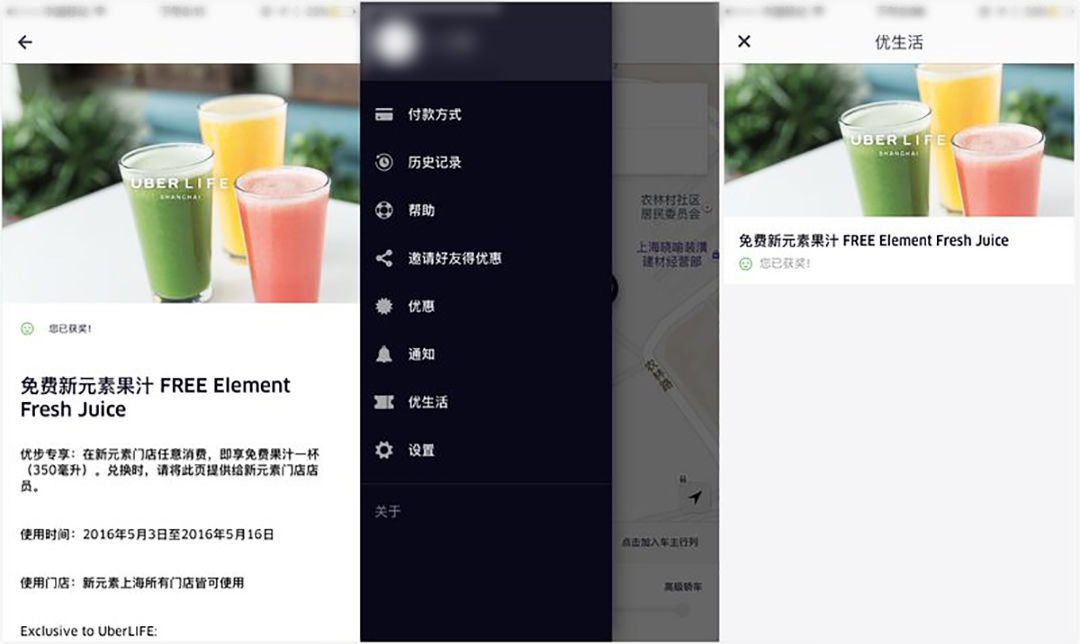 UBER LIFE
SHANGHAI
您已获奖!
免费新元素果汁 FREE Element
Fresh Juice
优步专享：在新元素门店任意消费，即享免费果汁一杯
（350毫升）。兑换时，请将此页提供给新元素门店店
员。
使用时间：2016年5月3日至2016年5月16日
使用门店：新元素上海所有门店皆可使用
Exclusive to UberLIFE:
付款方式
历史记录
帮助
邀请好友得优惠
优惠
通知
优生活
设置
关于
农林村社区
居民委员会
上海晓喻装潢
建材经营部
农林路
点击加入车主行列
高级轿车
优生活
UBER LIFE
SHANGHAI
免费新元素果汁 FREE Element Fresh Juice
您已获奖!